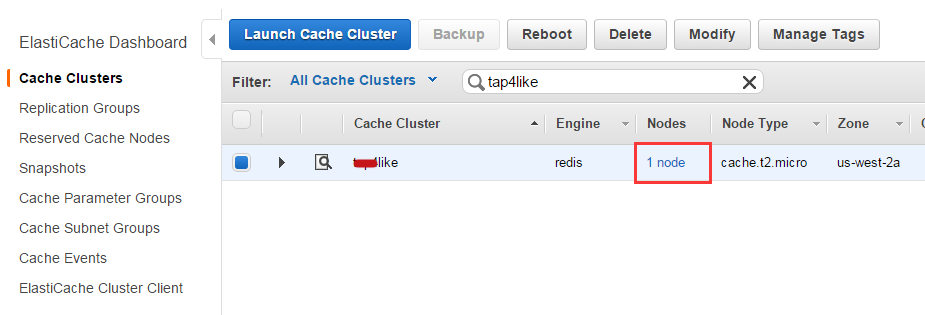 ElastiCache Dashboard
Cache Clusters
Replication Groups
Reserved Cache Nodes
Snapshots
Cache Parameter Groups
Cache Subnet Groups
Cache Events
ElastiCache Cluster Client
Launch Cache Cluster Backup Reboot Delete Modify Manage Tags
Filter: All Cache Clusters tap4like
Cache Cluster Engine Nodes Node Type Zone
like redis 1 node cache.t2.micro us-west-2a